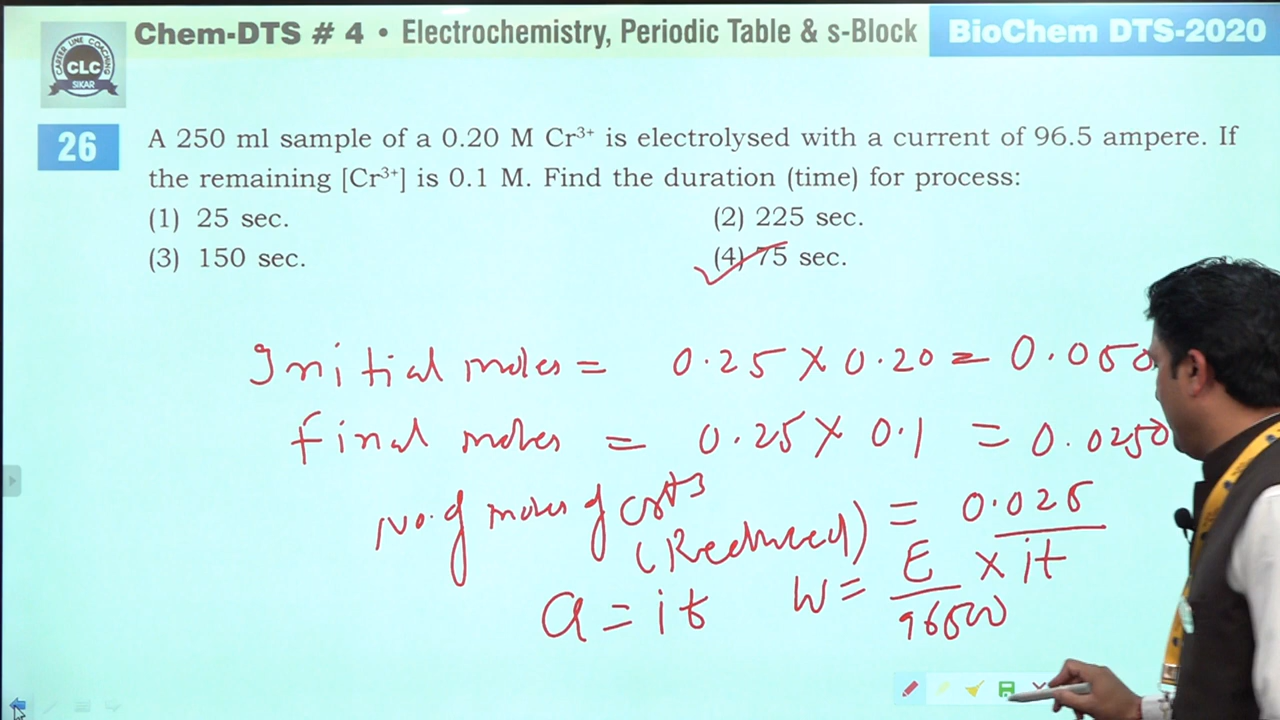 Chem-DTS # 4 • Electrochemistry, Periodic Table & s-Block
BioChem DTS-2020
CAREER LINE COACHING
CLC
SIKAR
26
A 250 ml sample of a 0.20 M Cr³⁺ is electrolysed with a current of 96.5 ampere. If
the remaining [Cr³⁺] is 0.1 M. Find the duration (time) for process:
(1) 25 sec.
(2) 225 sec.
(3) 150 sec.
(4) 75 sec.
Initial moles = 0.25 × 0.20 = 0.050
final moles = 0.25 × 0.1 = 0.0250
No. of moles of Cr+3
(Reduced) = 0.025
Q = it
W = E/96500 × it